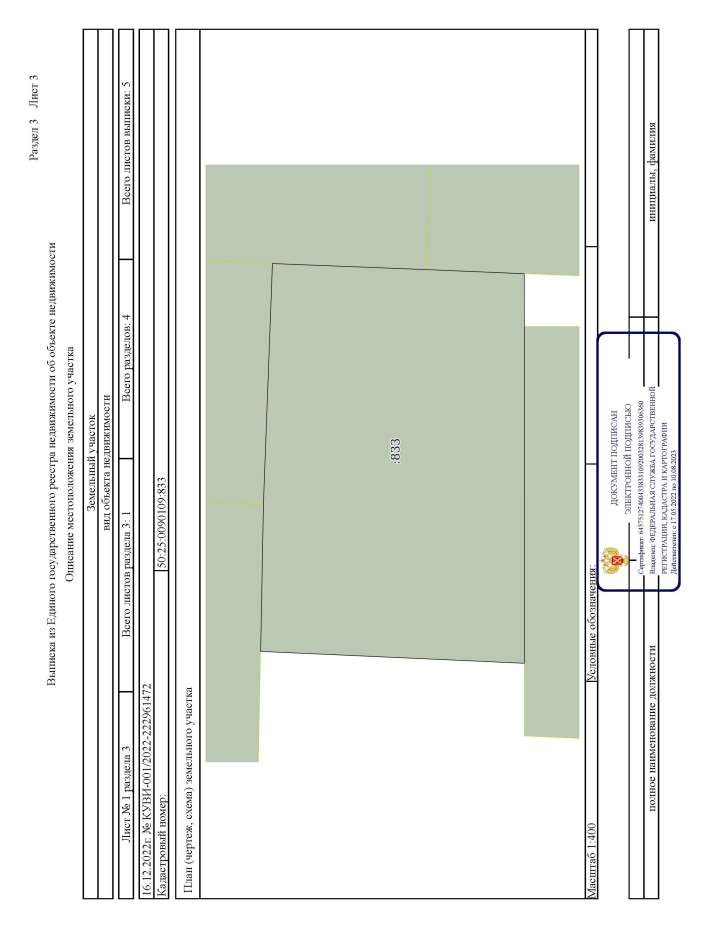 Раздел 3 Лист 3
Выписка из Единого государственного реестра недвижимости об объекте недвижимости
Описание местоположения земельного участка
Земельный участок
вид объекта недвижимости
Лист № 1 раздела 3 Всего листов раздела 3: 1 Всего разделов: 4 Всего листов выписки: 5
16.12.2022г. № КУВИ-001/2022-222961472
Кадастровый номер: 50:25:0090109:833
План (чертеж, схема) земельного участка
:833
Масштаб 1:400 Условные обозначения:
ДОКУМЕНТ ПОДПИСАН
ЭЛЕКТРОННОЙ ПОДПИСЬЮ
Сертификат:
Владелец: ФЕДЕРАЛЬНАЯ СЛУЖБА ГОСУДАРСТВЕННОЙ
РЕГИСТРАЦИИ, КАДАСТРА И КАРТОГРАФИИ
Действителен: с 17.05.2022 по 10.08.2023
полное наименование должности инициалы, фамилия